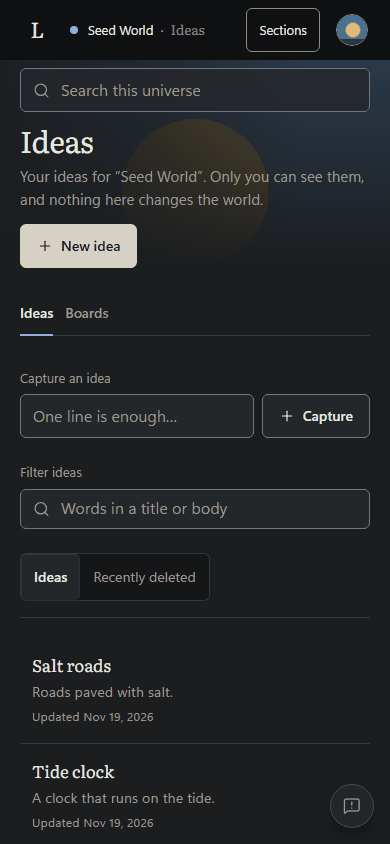 L
Seed World · Ideas
Sections
Search this universe
Ideas
Your ideas for “Seed World”. Only you can see them,
and nothing here changes the world.
+ New idea
Ideas
Boards
Capture an idea
One line is enough...
+ Capture
Filter ideas
Words in a title or body
Ideas
Recently deleted
Salt roads
Roads paved with salt.
Updated Nov 19, 2026
Tide clock
A clock that runs on the tide.
Updated Nov 19, 2026